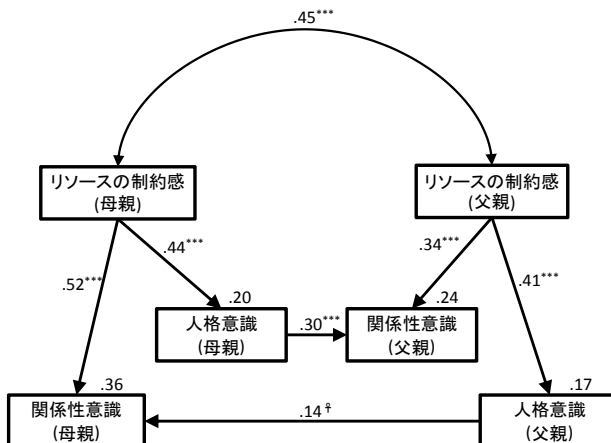 .45***
リソースの制約感
(母親)
リソースの制約感
(父親)
.52***
.44***
.34***
.41***
.20
人格意識
(母親)
.30***
.24
関係性意識
(父親)
.36
関係性意識
(母親)
.14†
.17
人格意識
(父親)